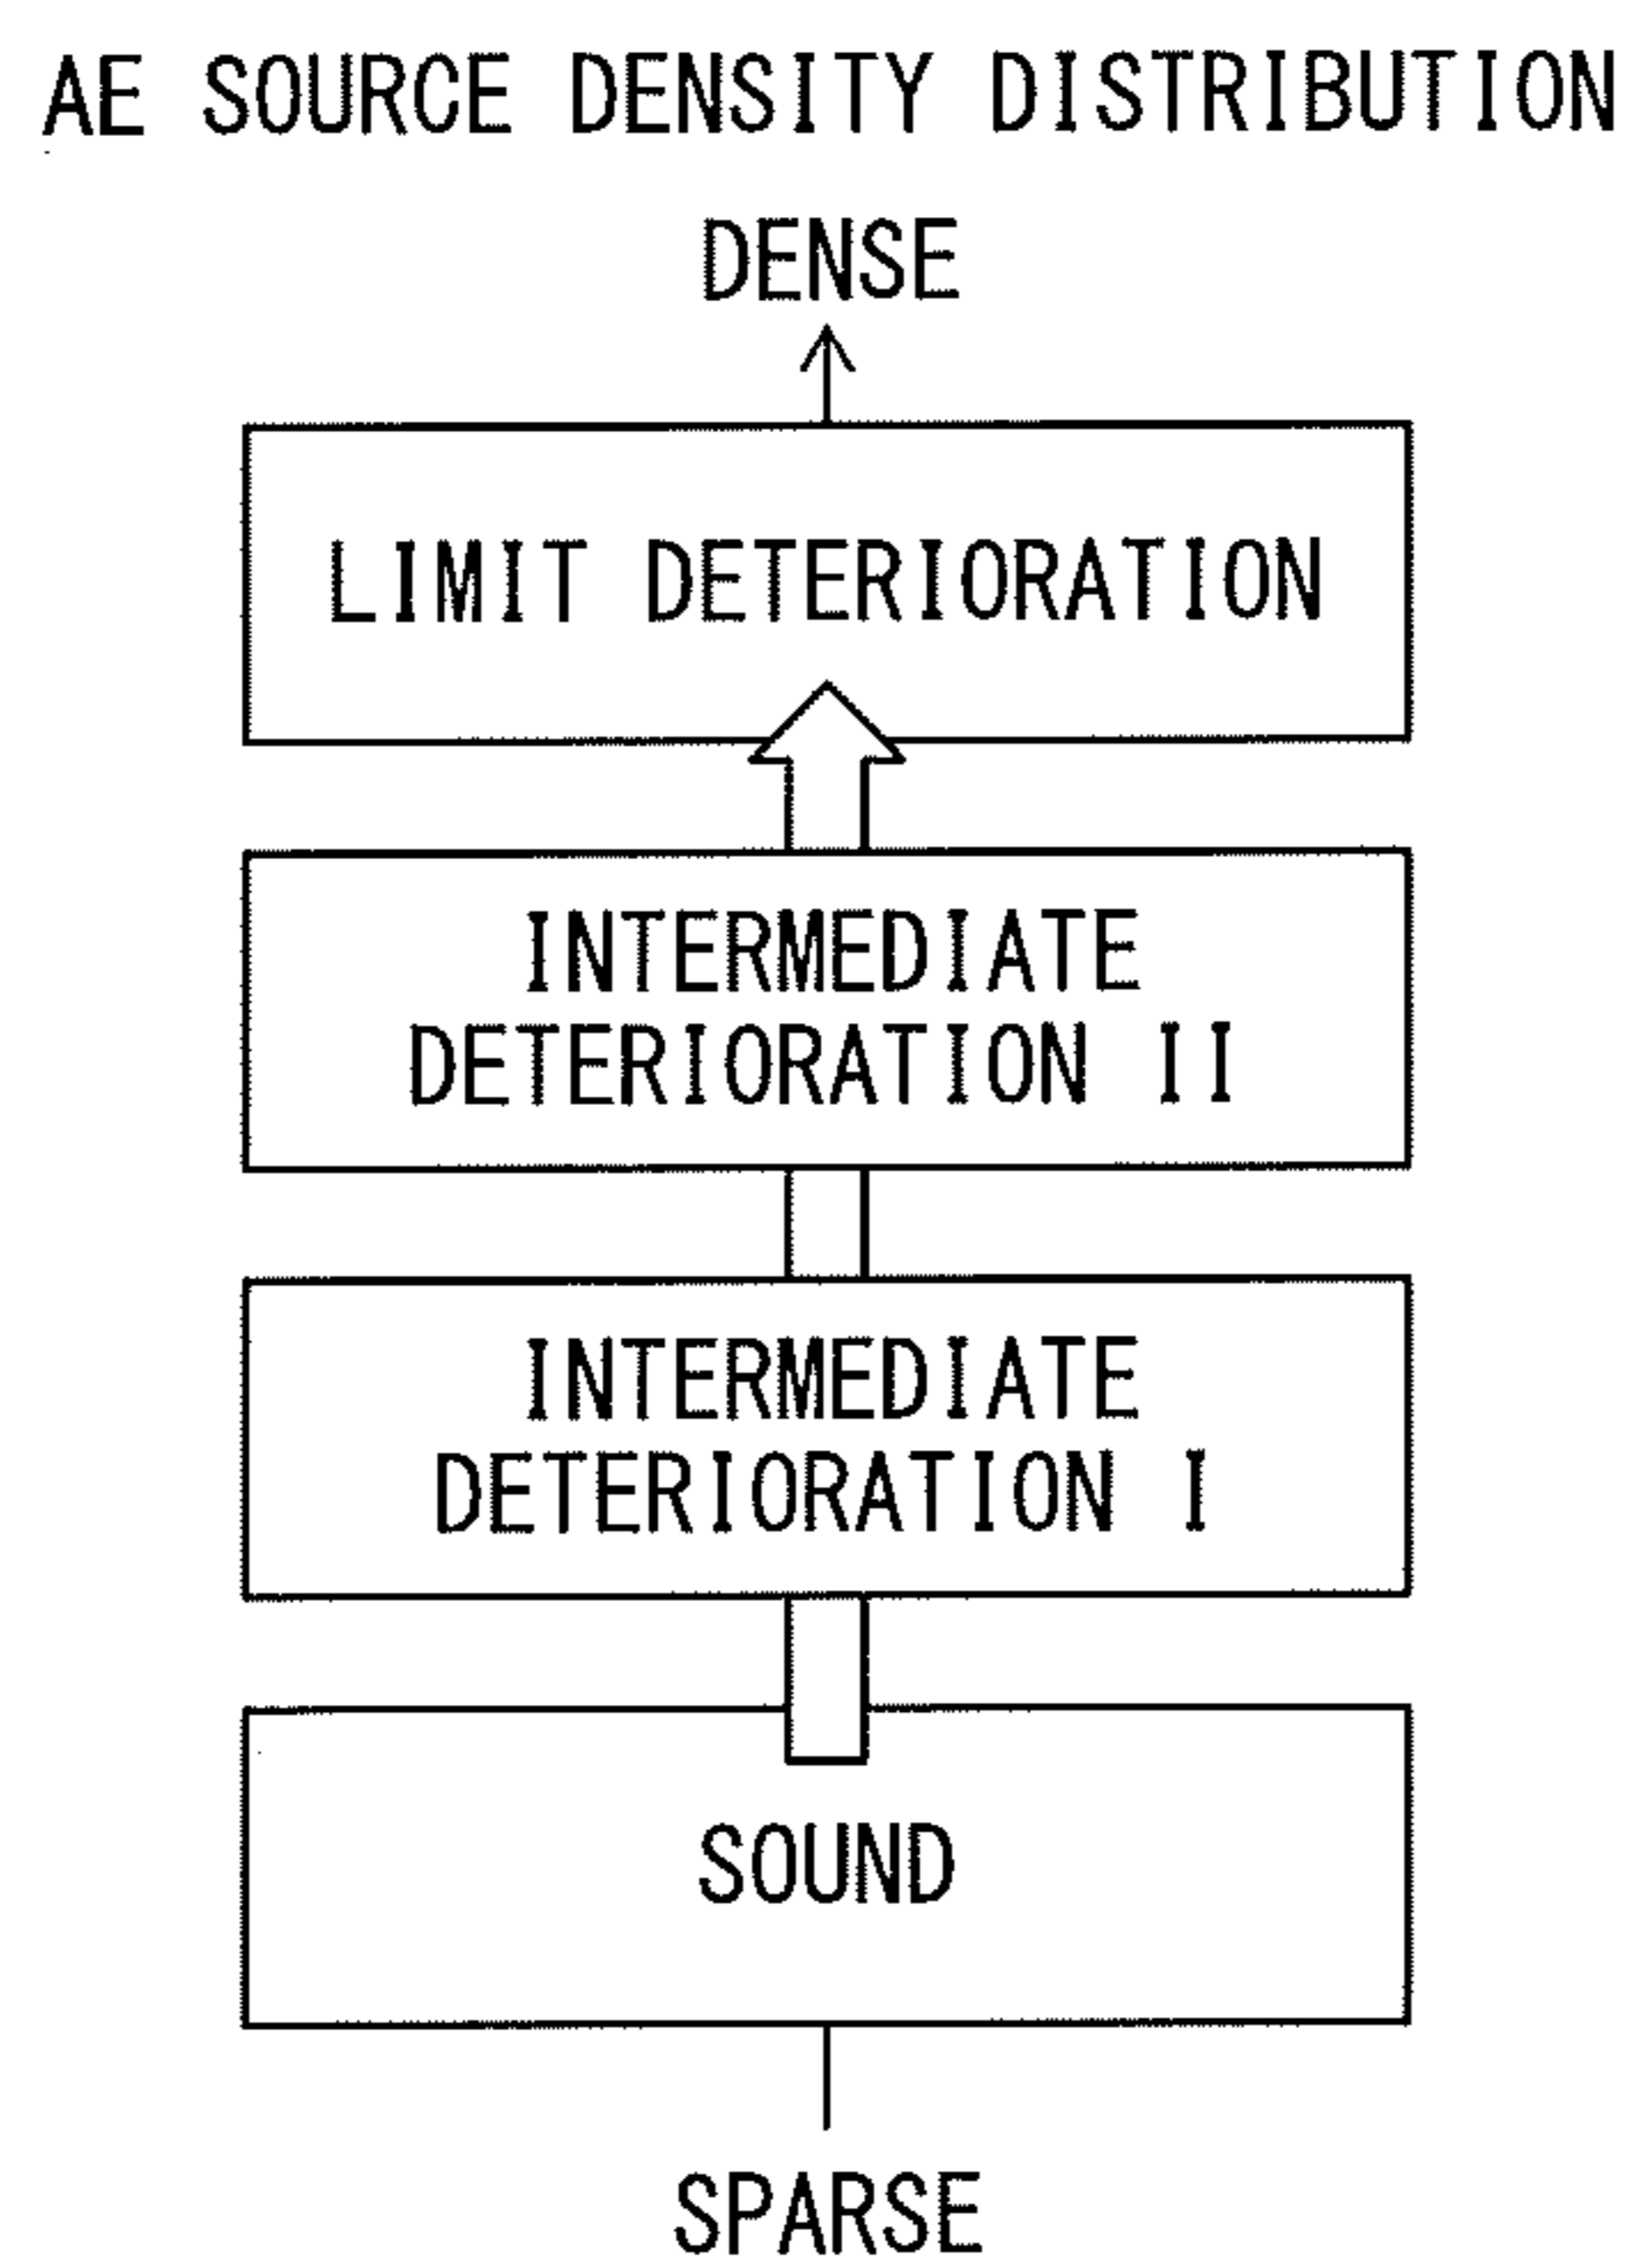 AE SOURCE DENSITY DISTRIBUTION
DENSE
LIMIT DETERIORATION
INTERMEDIATE
DETERIORATION II
INTERMEDIATE
DETERIORATION I
SOUND
SPARSE